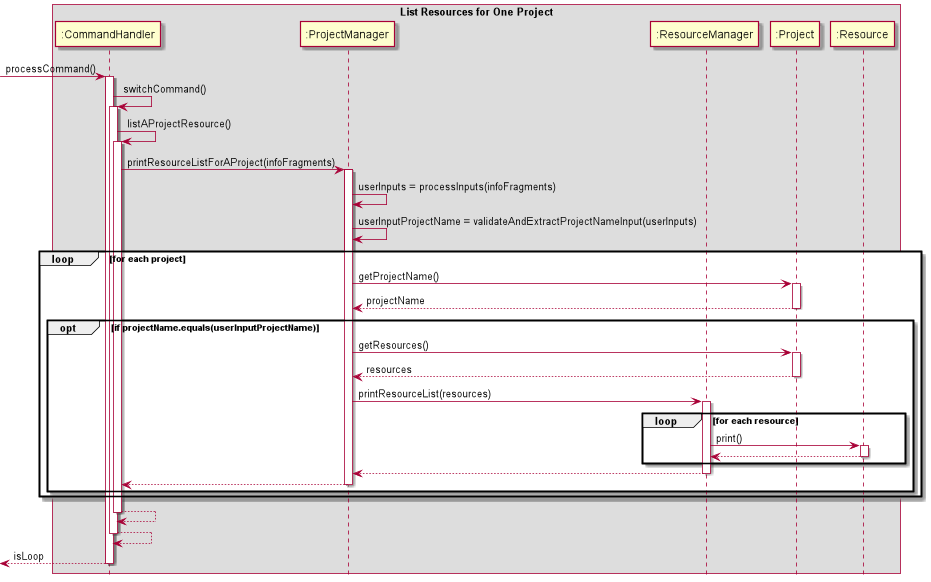 List Resources for One Project
:CommandHandler
:ProjectManager
:ResourceManager
:Project
:Resource
processCommand()
switchCommand()
listAProjectResource()
printResourceListForAProject(infoFragments)
userInputs = processInputs(infoFragments)
userInputProjectName = validateAndExtractProjectNameInput(userInputs)
loop [for each project]
getProjectName()
projectName
opt [if projectName.equals(userInputProjectName)]
getResources()
resources
printResourceList(resources)
loop [for each resource]
print()
isLoop